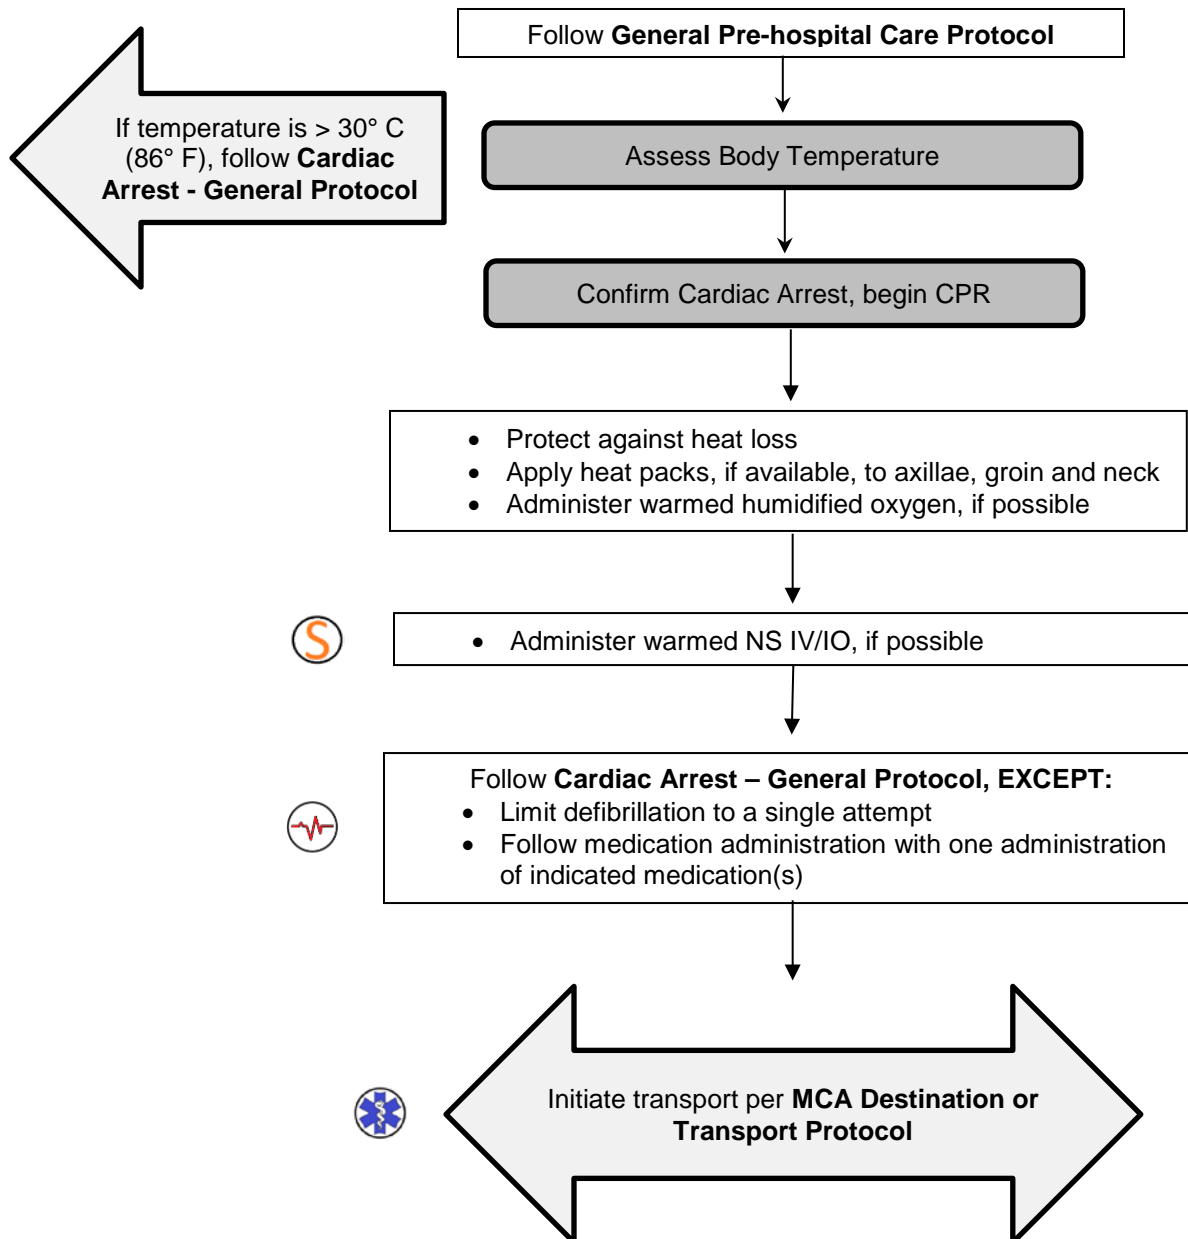 Follow General Pre-hospital Care Protocol
If temperature is > 30° C
(86° F), follow Cardiac
Arrest - General Protocol
Assess Body Temperature
Confirm Cardiac Arrest, begin CPR
• Protect against heat loss
• Apply heat packs, if available, to axillae, groin and neck
• Administer warmed humidified oxygen, if possible
S
• Administer warmed NS IV/IO, if possible
Follow Cardiac Arrest – General Protocol, EXCEPT:
• Limit defibrillation to a single attempt
• Follow medication administration with one administration
of indicated medication(s)
Initiate transport per MCA Destination or
Transport Protocol